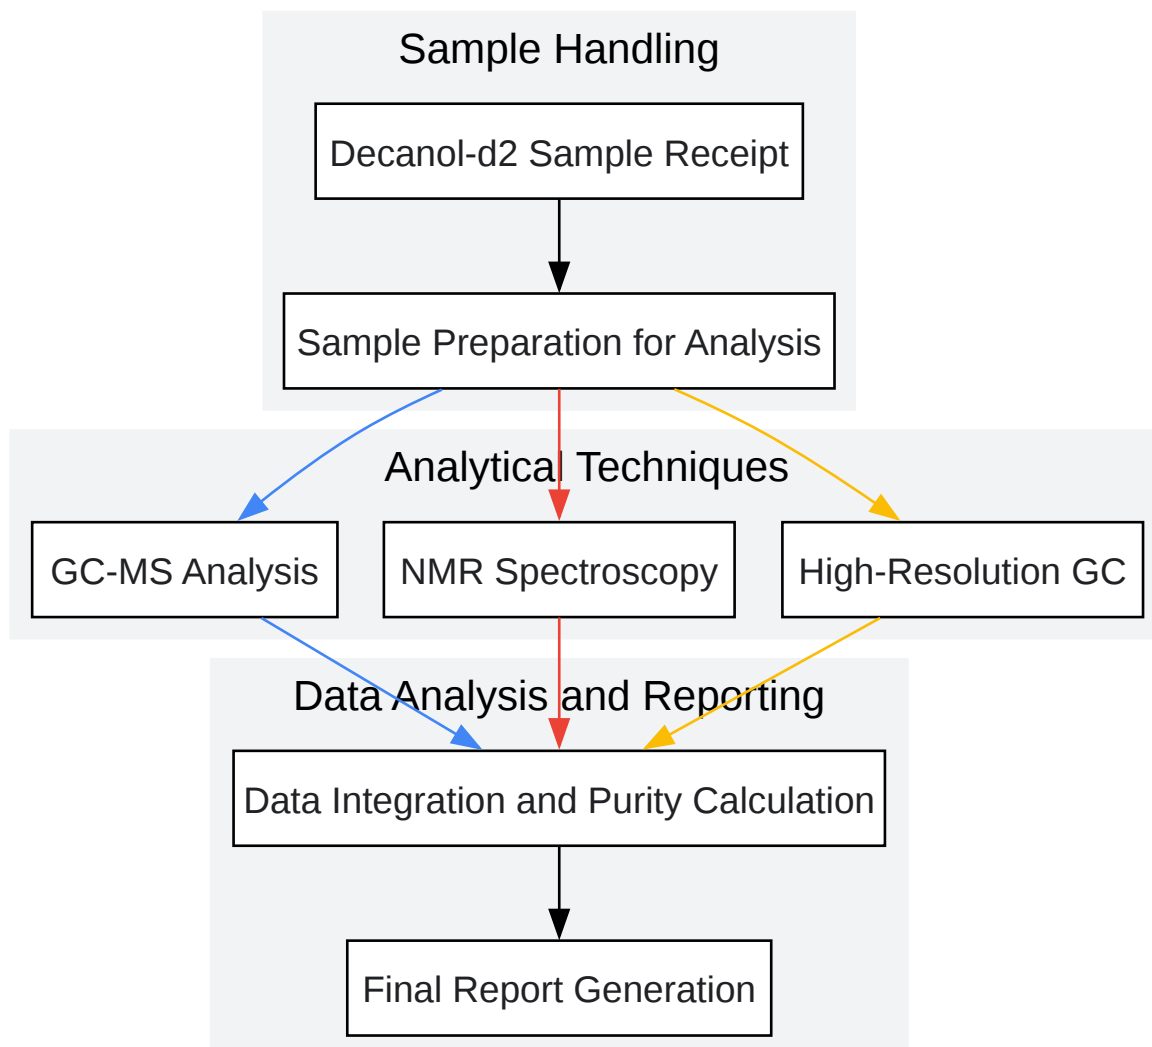 Sample Handling
Decanol-d2 Sample Receipt
Sample Preparation for Analysis
Analytical Techniques
GC-MS Analysis
NMR Spectroscopy
High-Resolution GC
Data Analysis and Reporting
Data Integration and Purity Calculation
Final Report Generation